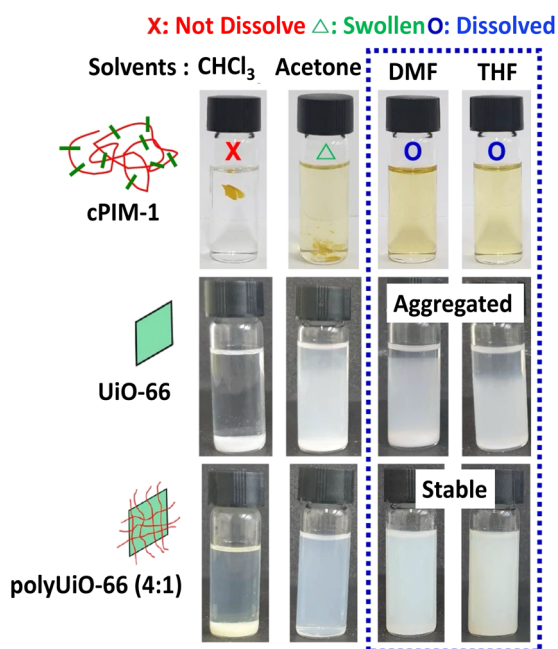 X: Not Dissolve △: Swollen O: Dissolved
Solvents : CHCl₃ Acetone DMF THF
X △ O O
cPIM-1
Aggregated
UiO-66
Stable
polyUiO-66 (4:1)